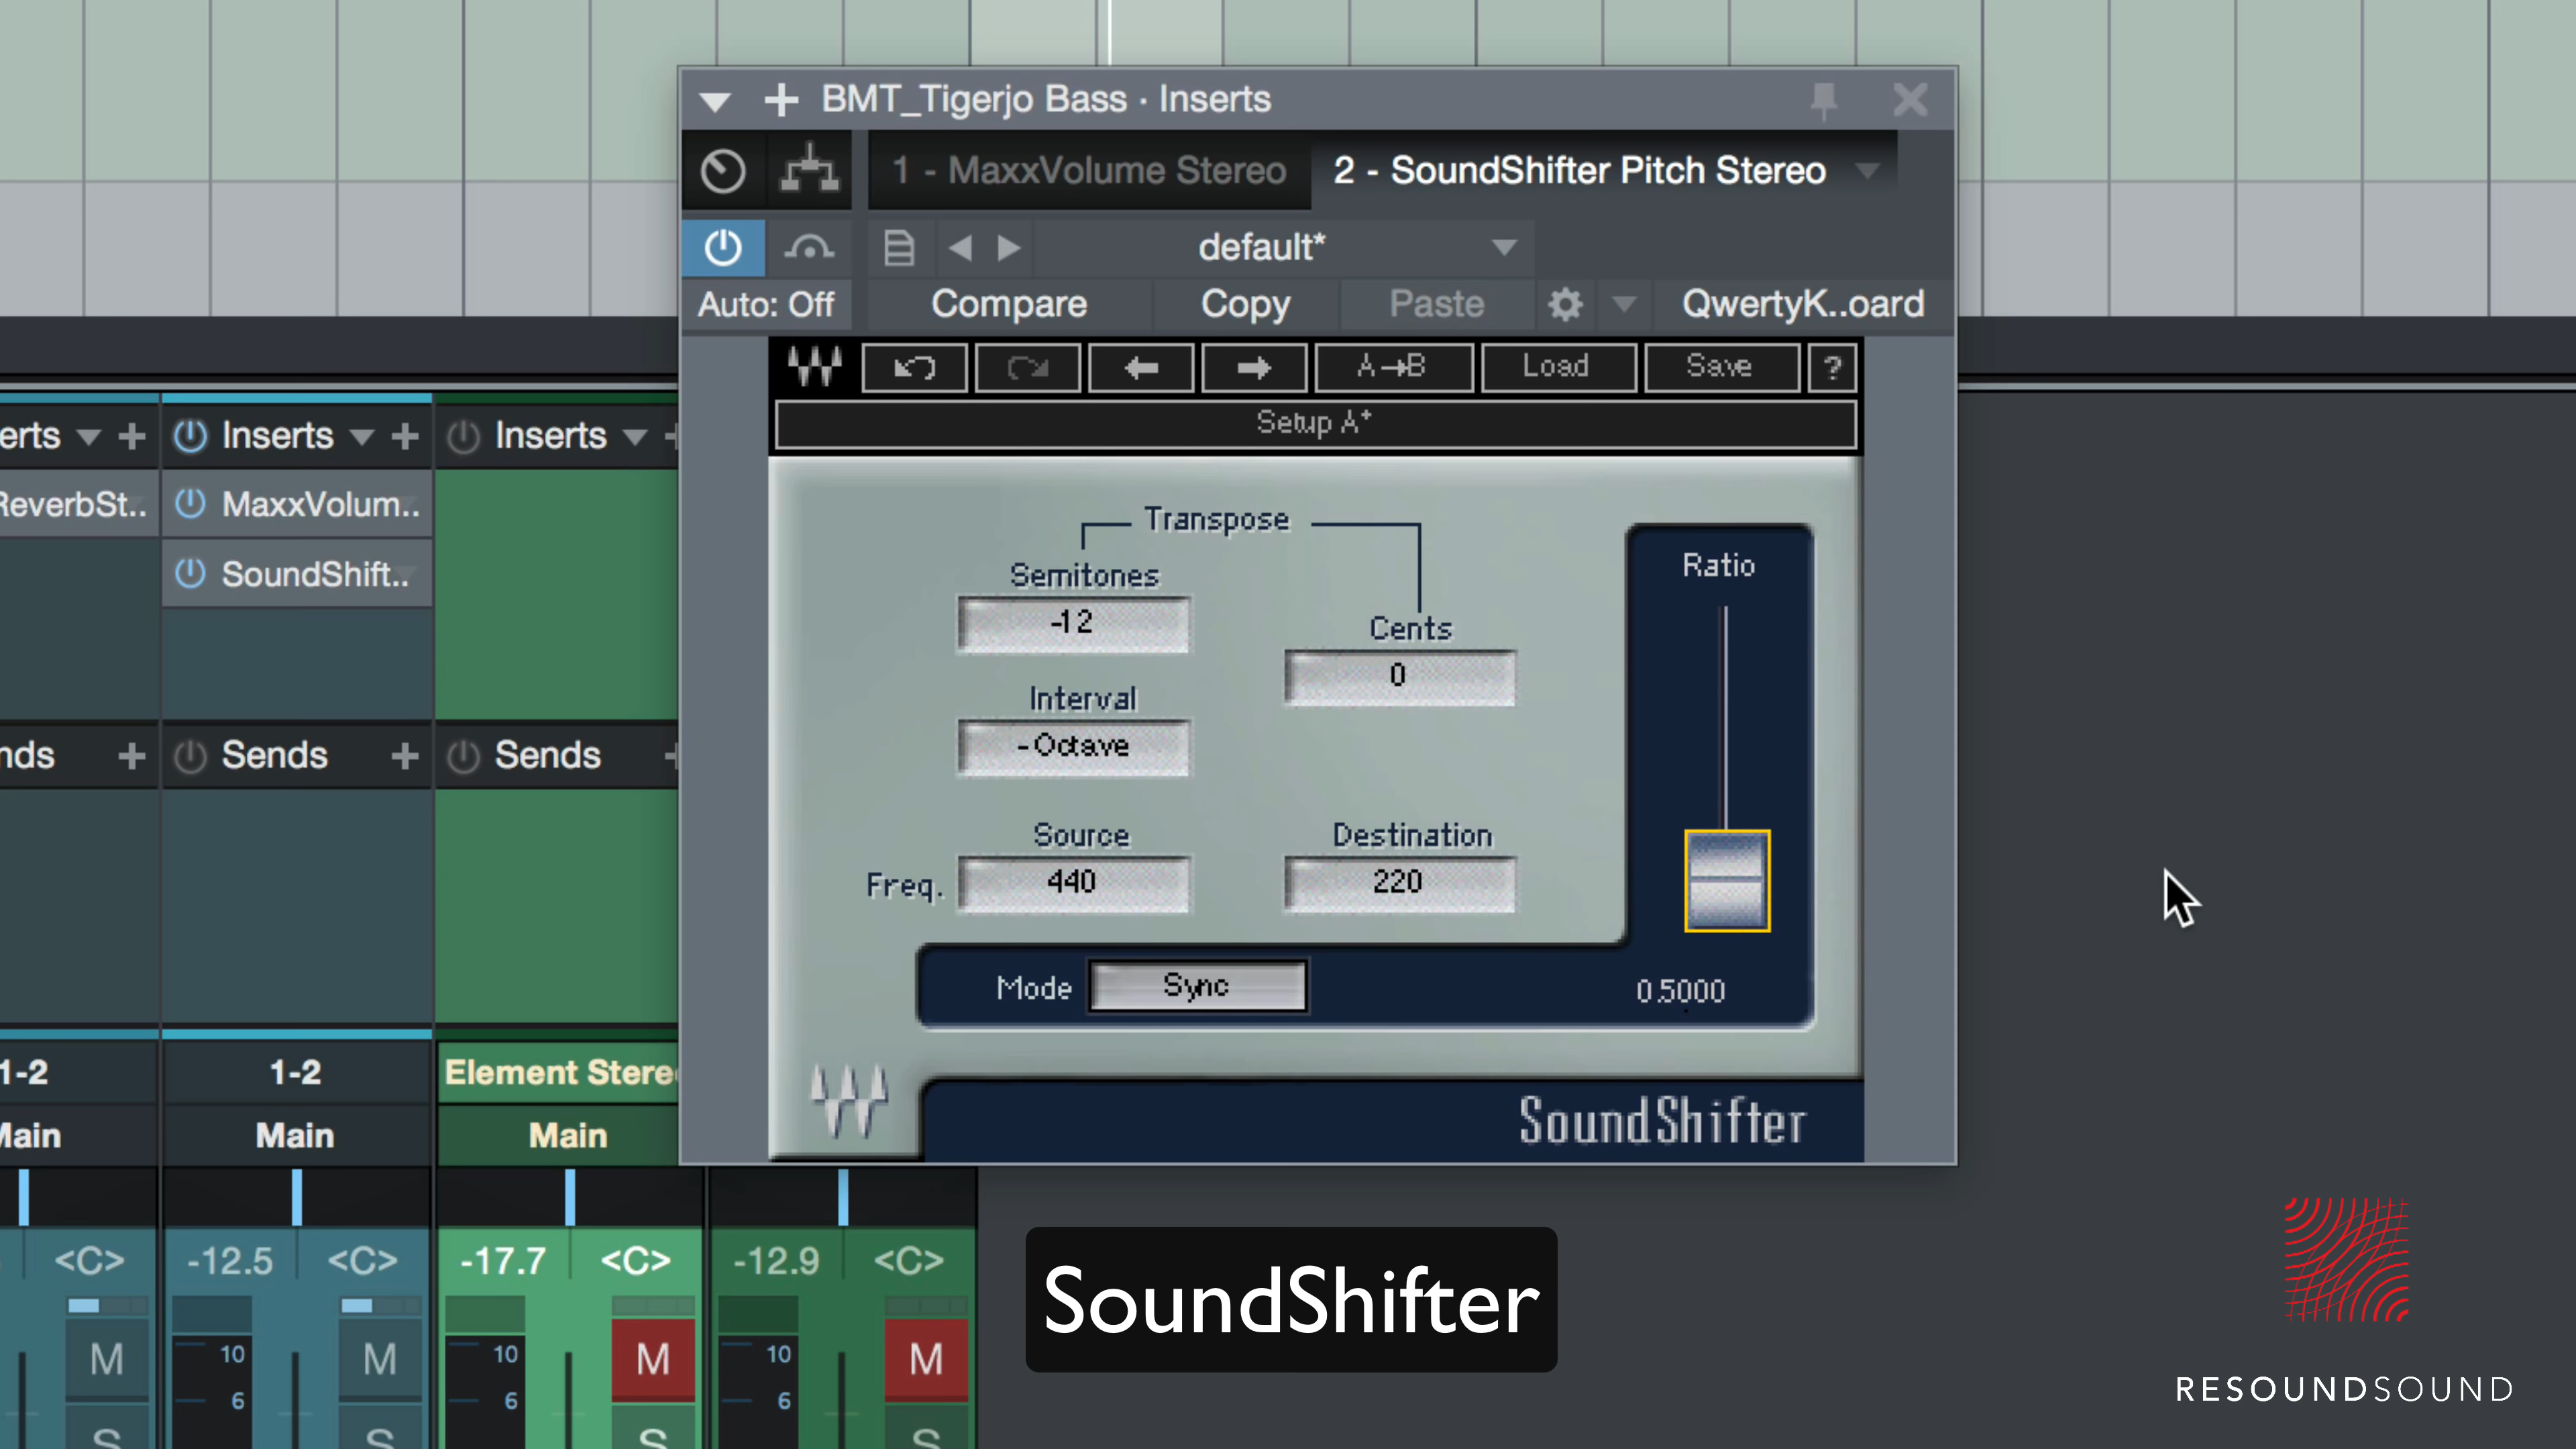 BMT_Tigerjo Bass · Inserts
1 - MaxxVolume Stereo
2 - SoundShifter Pitch Stereo
default*
Auto: Off
Compare
Copy
Paste
QwertyK..oard
A→B
Load
Save
?
Setup A*
Transpose
Semitones
-12
Cents
0
Interval
-Octave
Source
Destination
Freq.
440
220
Ratio
0.5000
Mode
Sync
SoundShifter
erts
Inserts
Inserts
ReverbSt..
MaxxVolum..
SoundShift..
nds
Sends
Sends
1-2
1-2
Element Stere
Main
Main
Main
<C>
-12.5
<C>
-17.7
<C>
-12.9
<C>
M
10
M
10
M
10
M
6
6
6
S
S
S
S
SoundShifter
RESOUNDSOUND